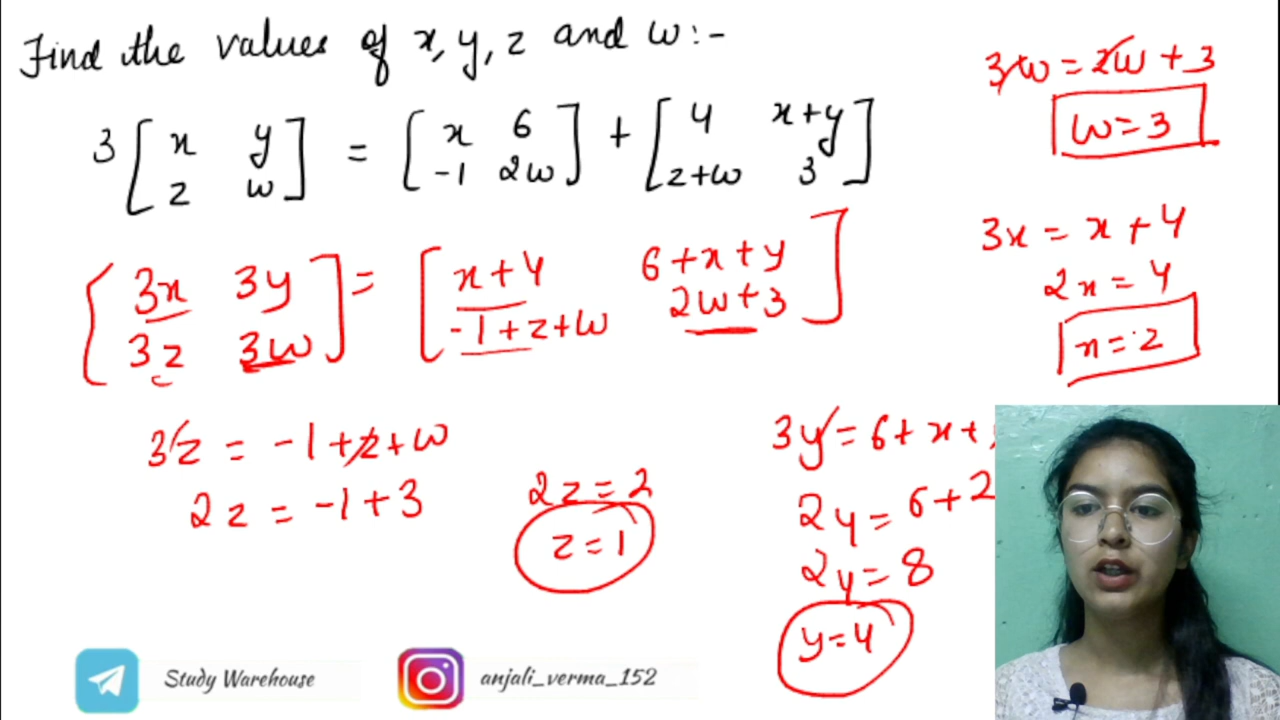 Find the values of x, y, z and w:-
3 [ x y ] = [ x 6 ] + [ 4 x+y ]
[ z w ] [ -1 2w ] [ z+w 3 ]
[ 3x 3y ] = [ x+4 6+x+y ]
[ 3z 3w ] [ -1+z+w 2w+3 ]
3z = -1+z+w
2z = -1+3
2z=2
z=1
3y=6+x+
2y=6+2
2y=8
y=4
3w=2w+3
w=3
3x=x+4
2x=4
x=2
Study Warehouse
anjali_verma_152